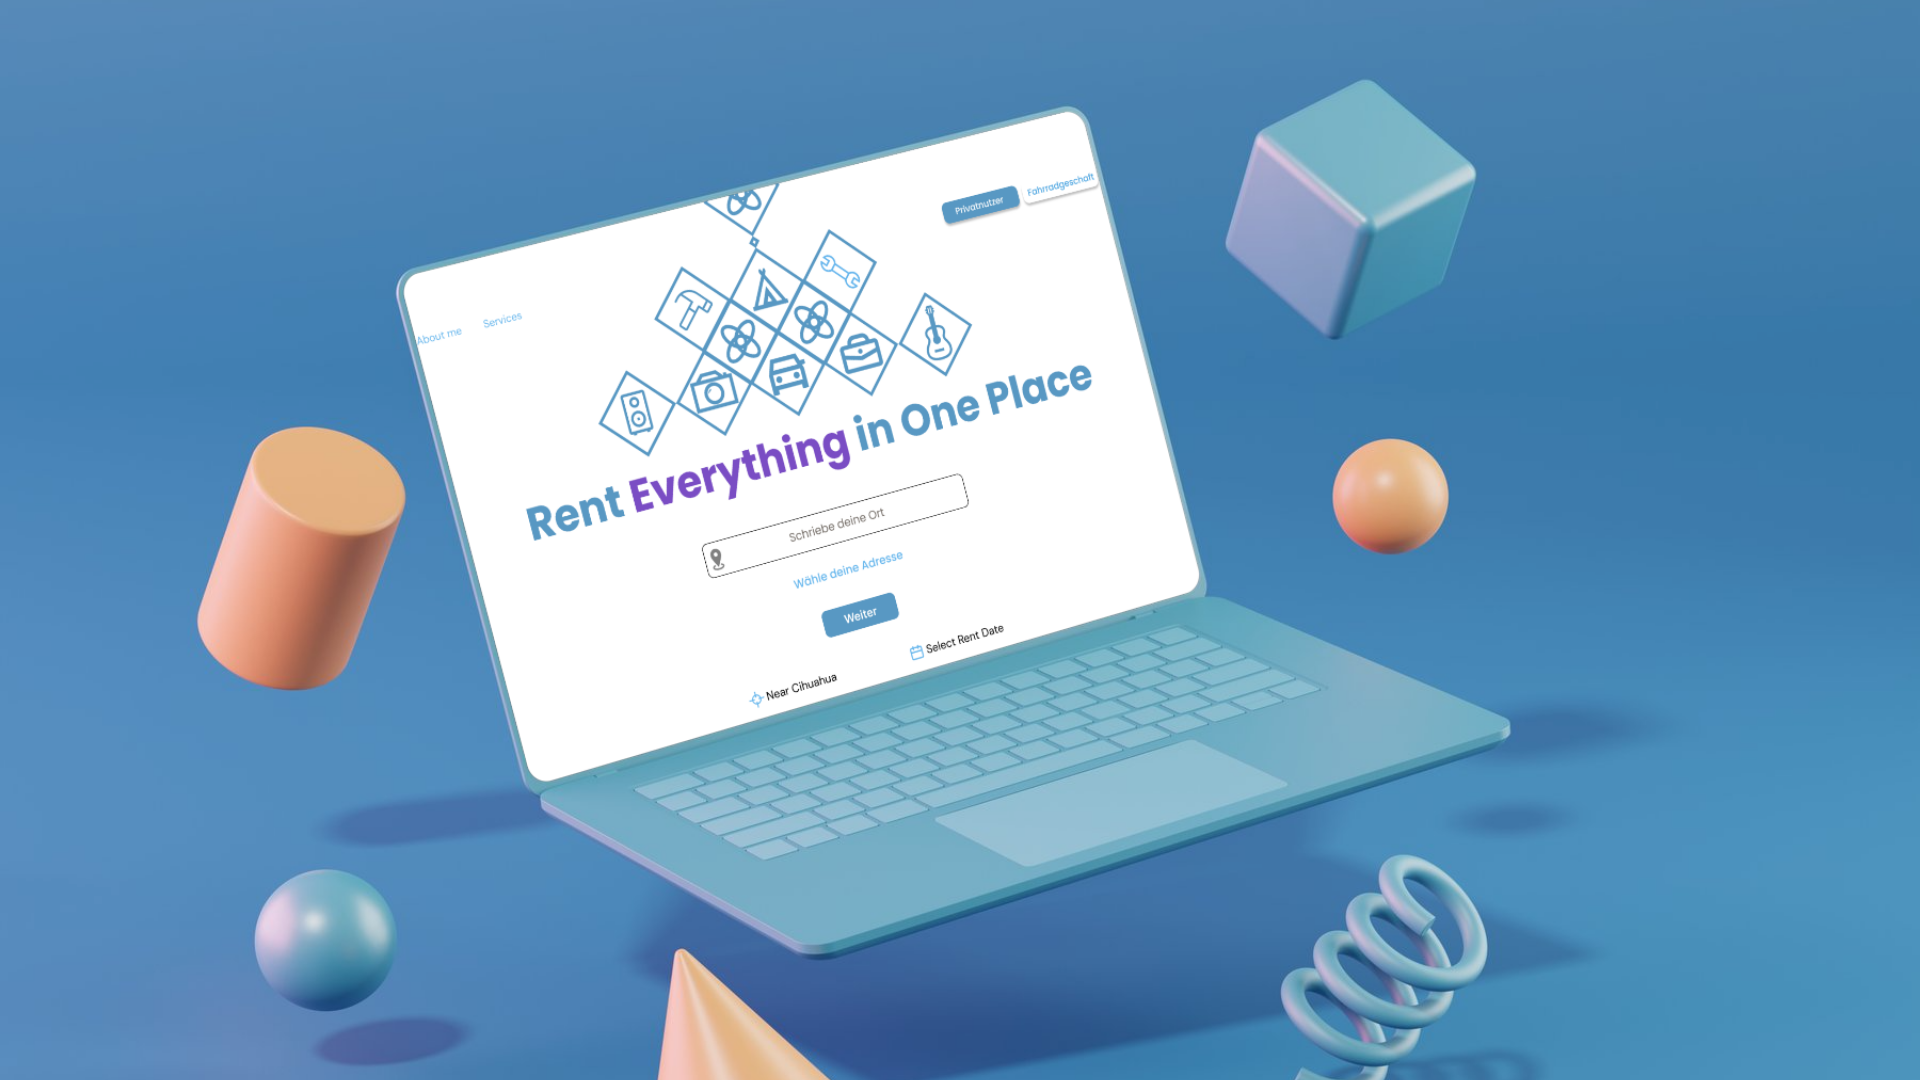 Privatnutzer
Fahrradgeschaft
About me
Services
Rent Everything in One Place
Schriebe deine Ort
Wähle deine Adresse
Weiter
Near Cihuahua
Select Rent Date